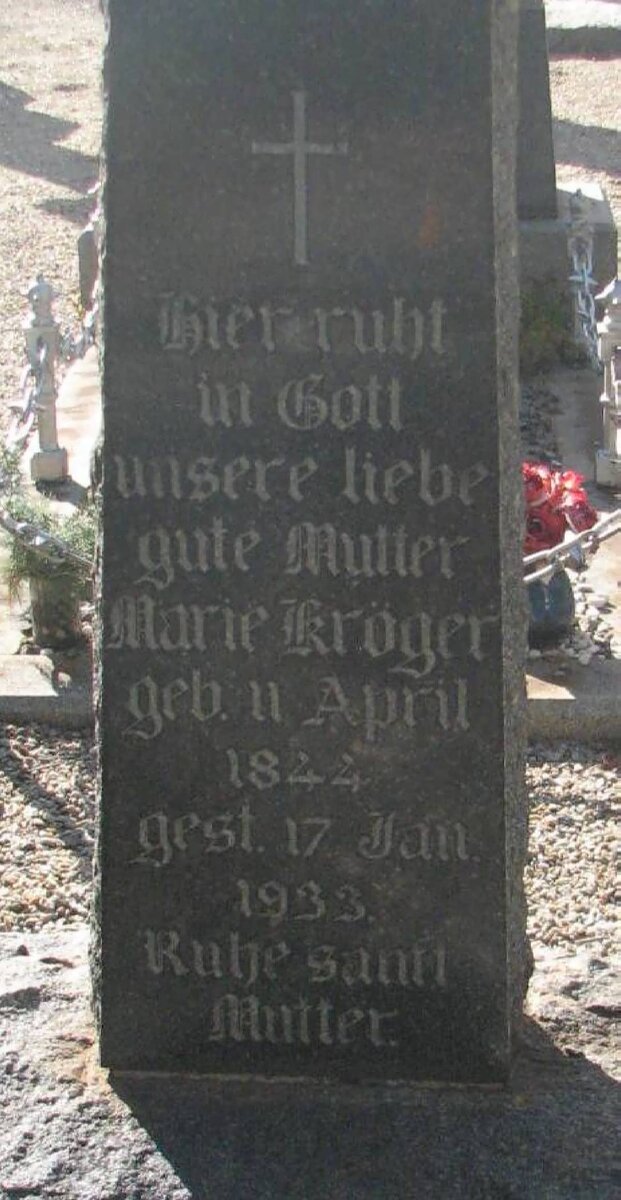 Hier ruht
in Gott
unsere liebe
gute Mutter
Marie Kröger
geb. 11 April
1844
gest. 17 Jan.
1933.
Ruhe sanft
Mutter.